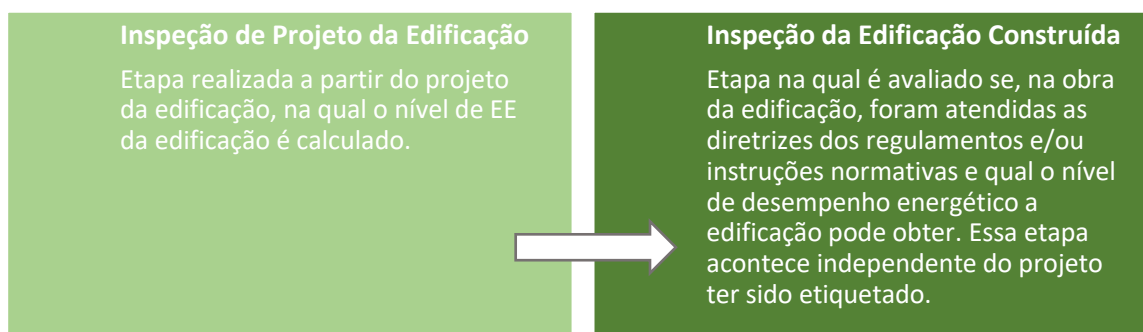 Inspeção de Projeto da Edificação
Etapa realizada a partir do projeto
da edificação, na qual o nível de EE
da edificação é calculado.
Inspeção da Edificação Construída
Etapa na qual é avaliado se, na obra
da edificação, foram atendidas as
diretrizes dos regulamentos e/ou
instruções normativas e qual o nível
de desempenho energético a
edificação pode obter. Essa etapa
acontece independente do projeto
ter sido etiquetado.